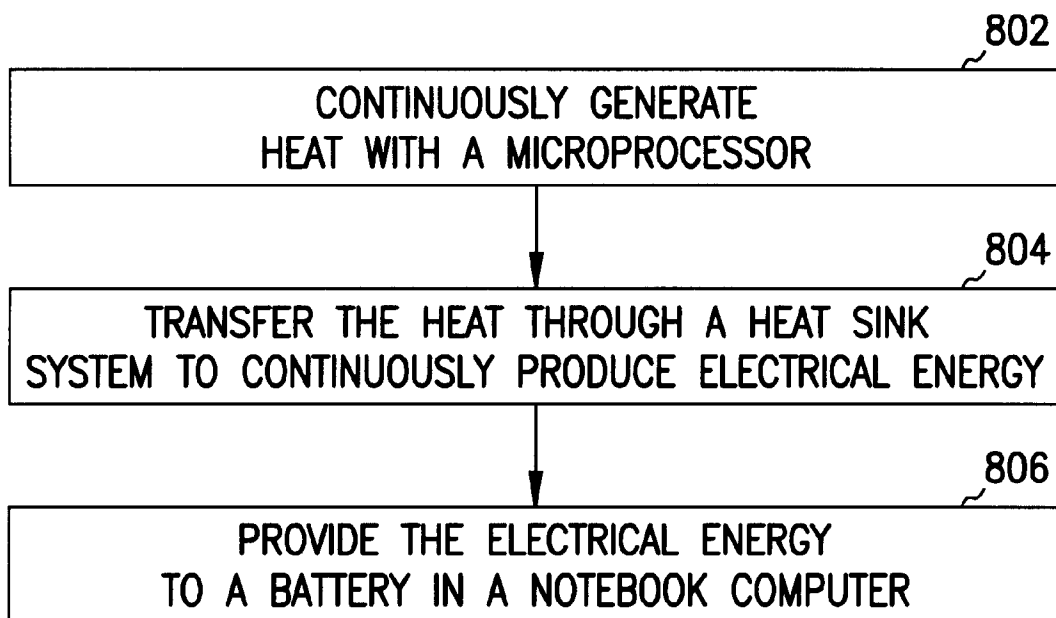 802
CONTINUOUSLY GENERATE
HEAT WITH A MICROPROCESSOR
804
TRANSFER THE HEAT THROUGH A HEAT SINK
SYSTEM TO CONTINUOUSLY PRODUCE ELECTRICAL ENERGY
806
PROVIDE THE ELECTRICAL ENERGY
TO A BATTERY IN A NOTEBOOK COMPUTER